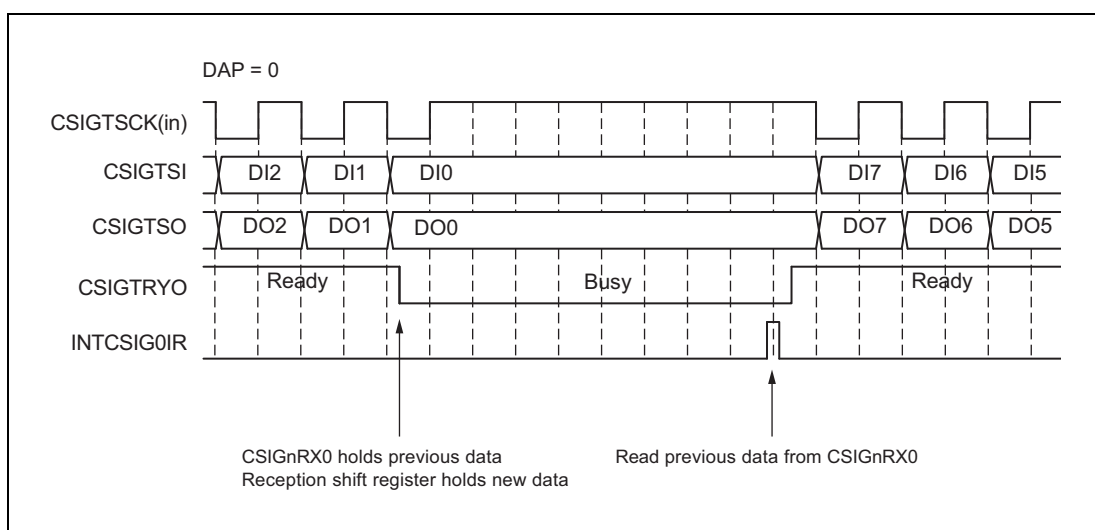 DAP = 0
CSIGTSCK(in)
CSIGTSI DI2 DI1 DI0 DI7 DI6 DI5
CSIGTSO DO2 DO1 DO0 DO7 DO6 DO5
CSIGTRYO Ready Busy Ready
INTCSIG0IR
CSIGnRX0 holds previous data
Reception shift register holds new data
Read previous data from CSIGnRX0